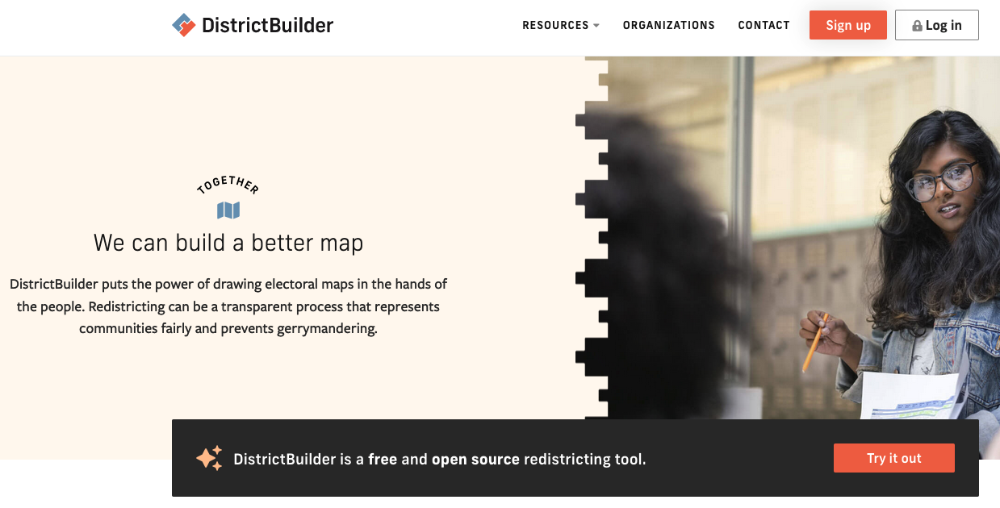 DistrictBuilder
RESOURCES
ORGANIZATIONS
CONTACT
Sign up
Log in
TOGETHER
We can build a better map
DistrictBuilder puts the power of drawing electoral maps in the hands of
the people. Redistricting can be a transparent process that represents
communities fairly and prevents gerrymandering.
DistrictBuilder is a free and open source redistricting tool.
Try it out